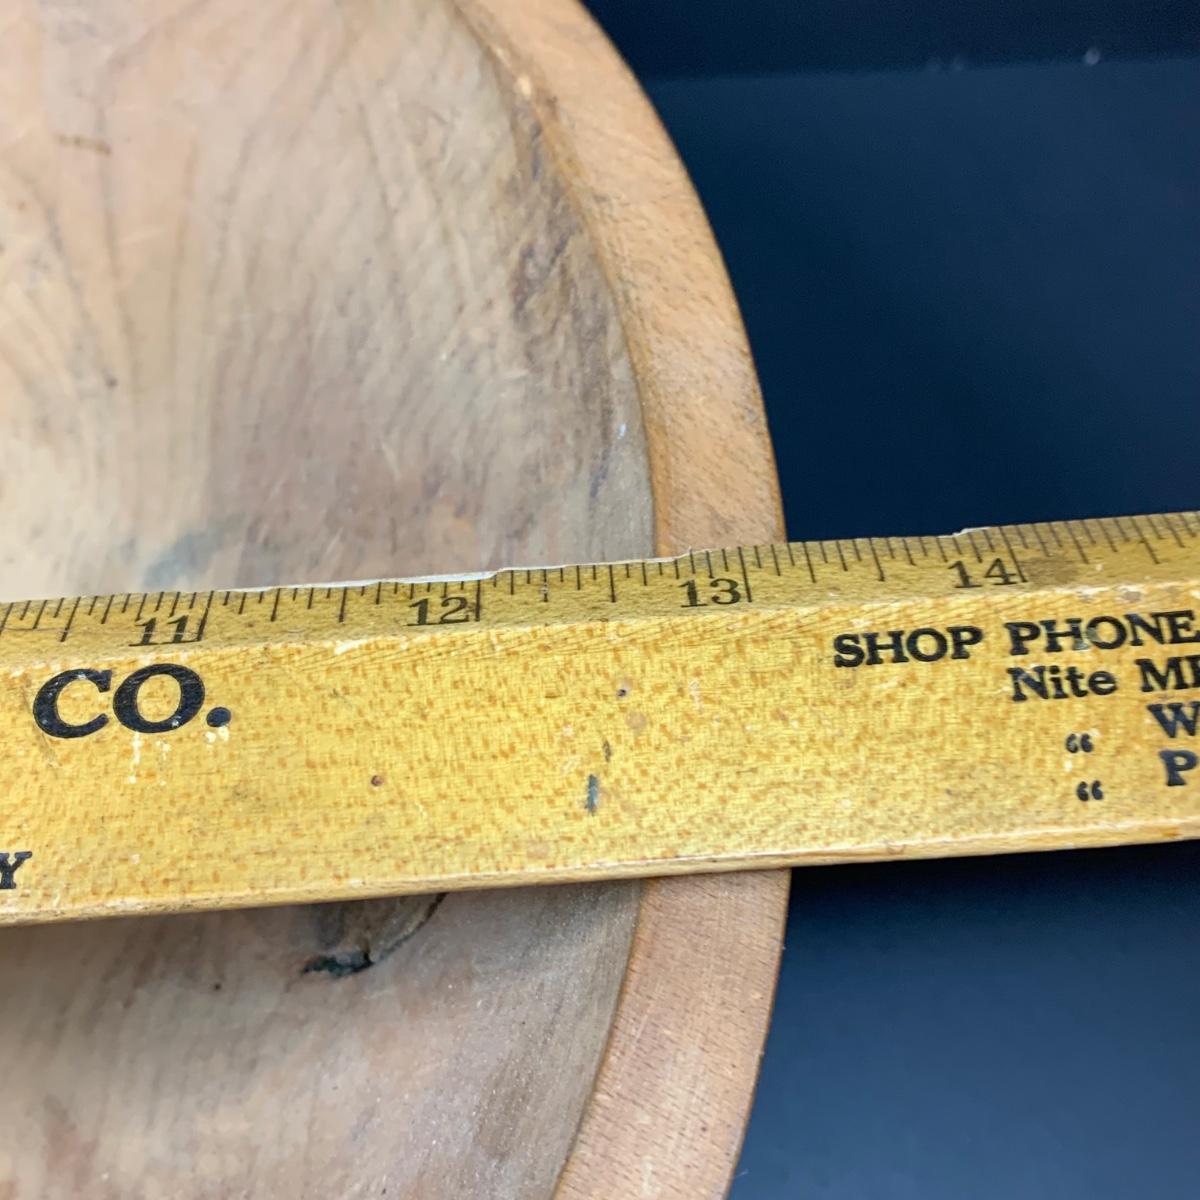 11 12 13 14
CO.
SHOP PHONE
Nite
“ W
“ P
Y